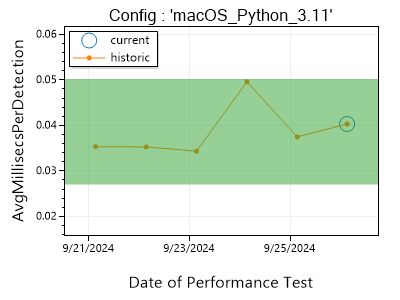 Config : 'macOS_Python_3.11'
current
historic
0.06
0.05
0.04
0.03
0.02
AvgMillisecsPerDetection
9/21/2024
9/23/2024
9/25/2024
Date of Performance Test